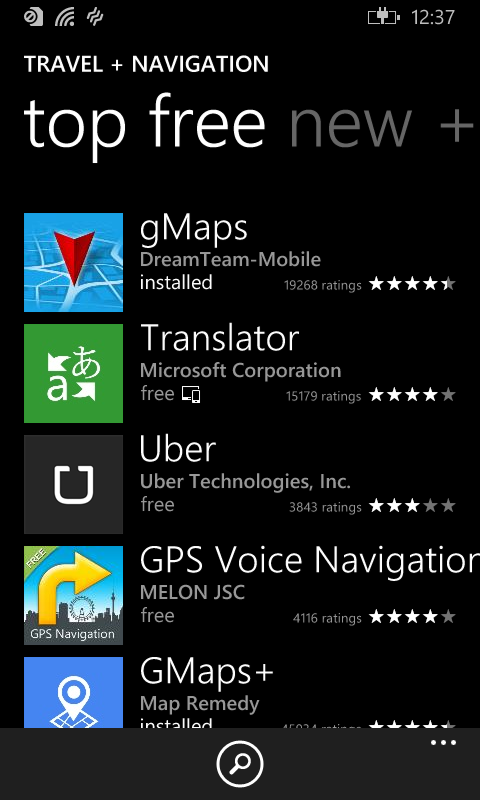 12:37
TRAVEL + NAVIGATION
top free new +
gMaps
DreamTeam-Mobile
installed 19268 ratings
Translator
a あ
Microsoft Corporation
free 15179 ratings
Uber
Uber Technologies, Inc.
free 3843 ratings
FREE
GPS Voice Navigation
MELON JSC
free 4116 ratings
GPS Navigation
GMaps+
Map Remedy
installed ratings